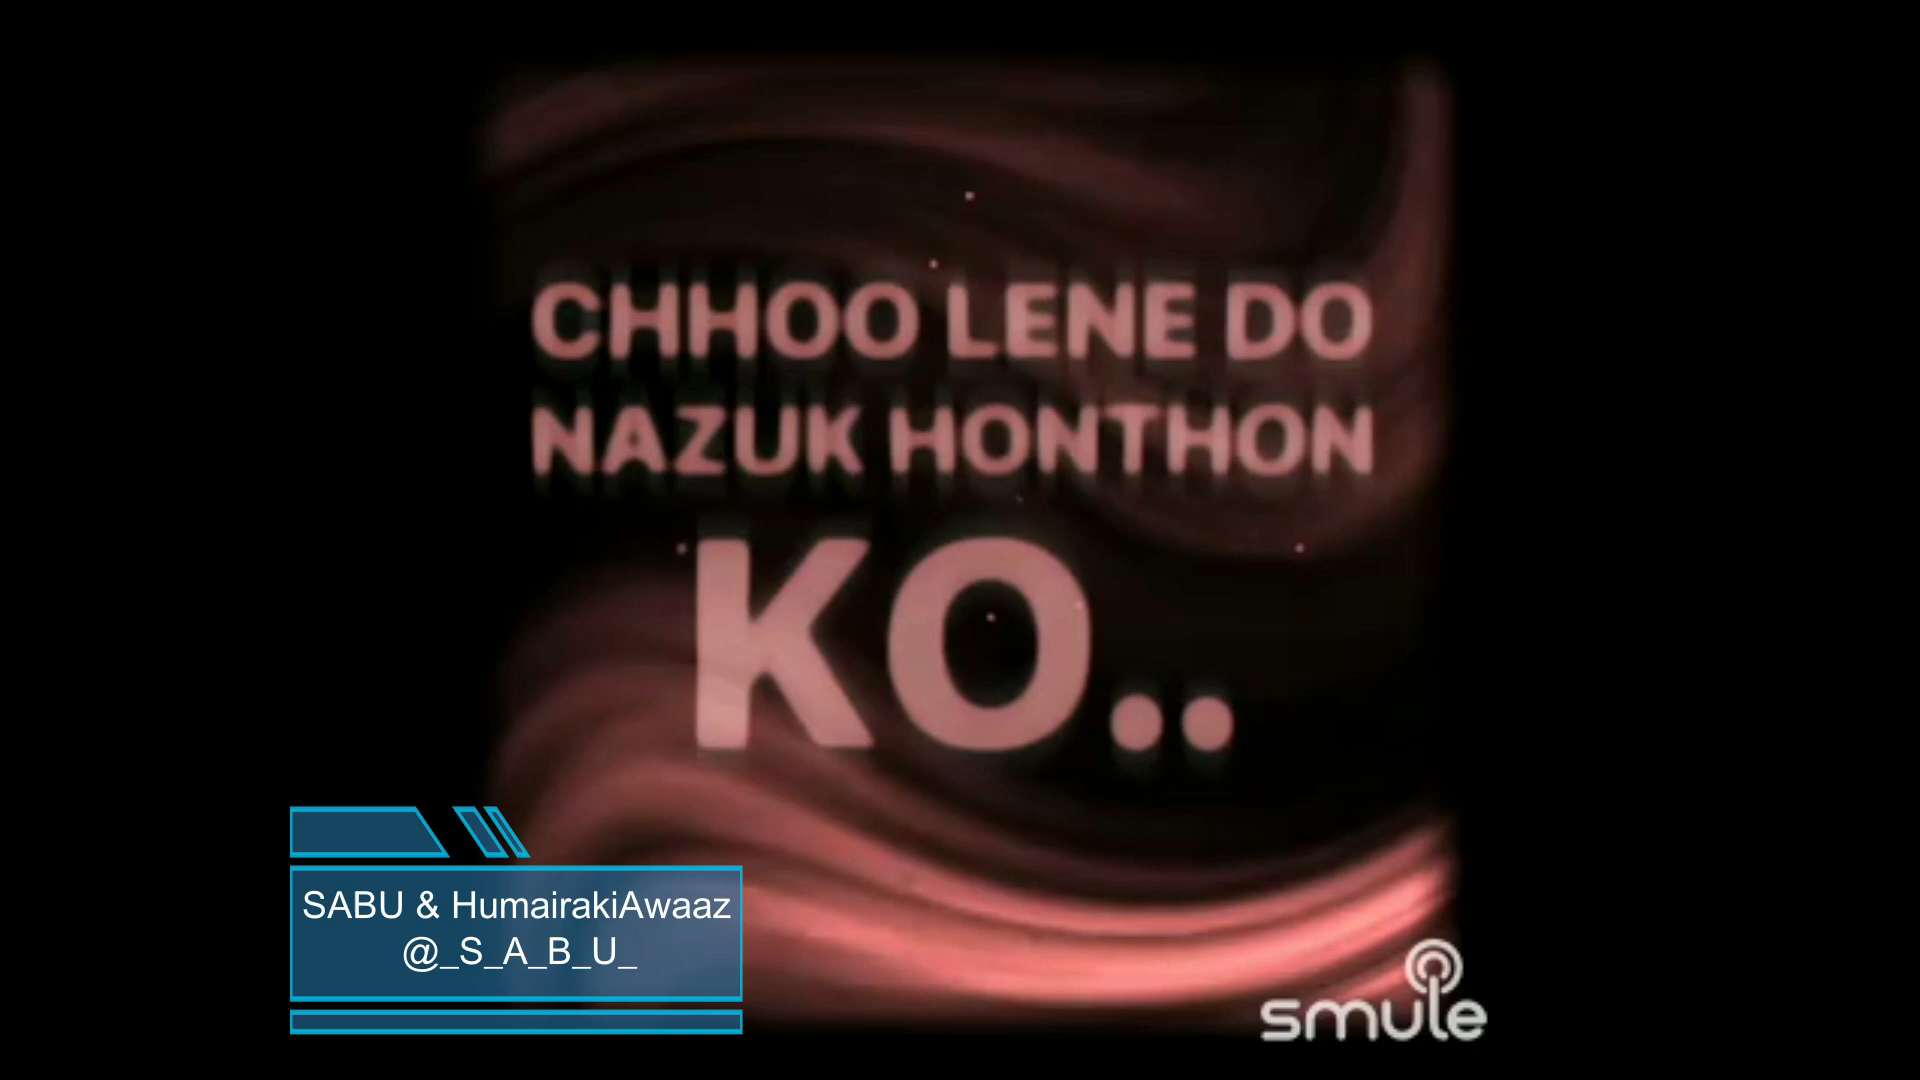 CHHOO LENE DO
NAZUK HONTHON
KO..
SABU & HumairakiAwaaz
@_S_A_B_U_
smule